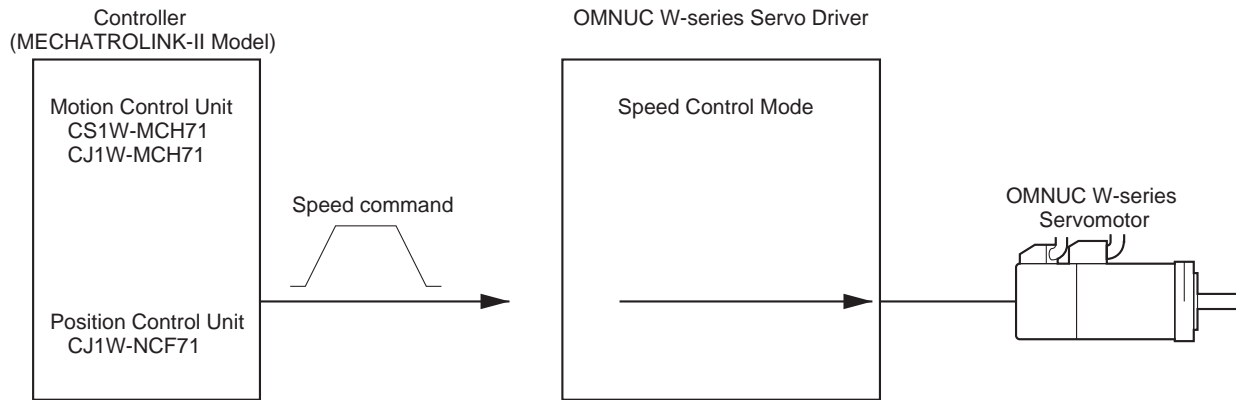 Controller
(MECHATROLINK-II Model)
OMNUC W-series Servo Driver
Motion Control Unit
CS1W-MCH71
CJ1W-MCH71
Speed Control Mode
Speed command
OMNUC W-series
Servomotor
Position Control Unit
CJ1W-NCF71